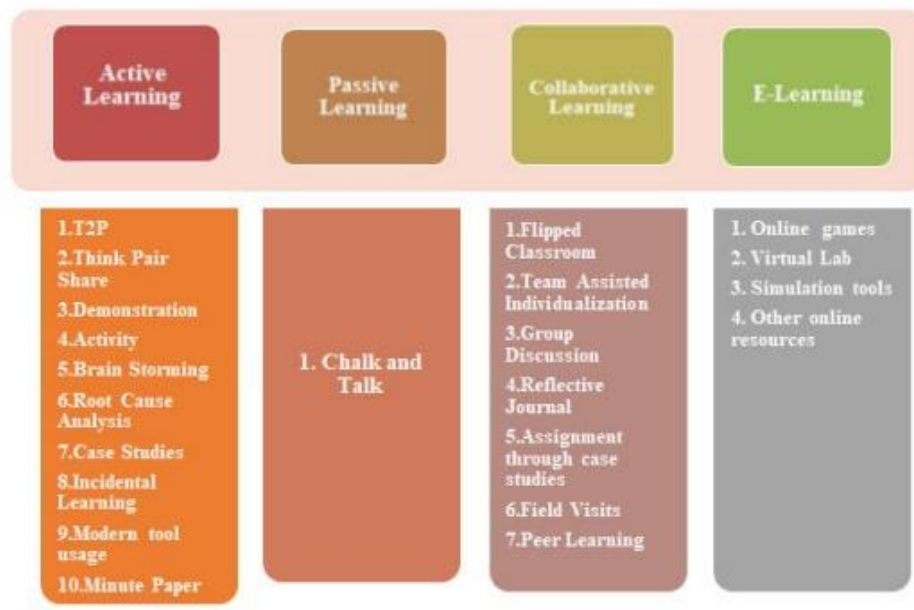 Active
Learning
Passive
Learning
Collaborative
Learning
E-Learning
1.T2P
2.Think Pair
Share
3.Demonstration
4.Activity
5.Brain Storming
6.Root Cause
Analysis
7.Case Studies
8.Incidental
Learning
9.Modern tool
usage
10.Minute Paper
1. Chalk and
Talk
1.Flipped
Classroom
2.Team Assisted
Individualization
3.Group
Discussion
4.Reflective
Journal
5.Assignment
through case
studies
6.Field Visits
7.Peer Learning
1. Online games
2. Virtual Lab
3. Simulation tools
4. Other online
resources